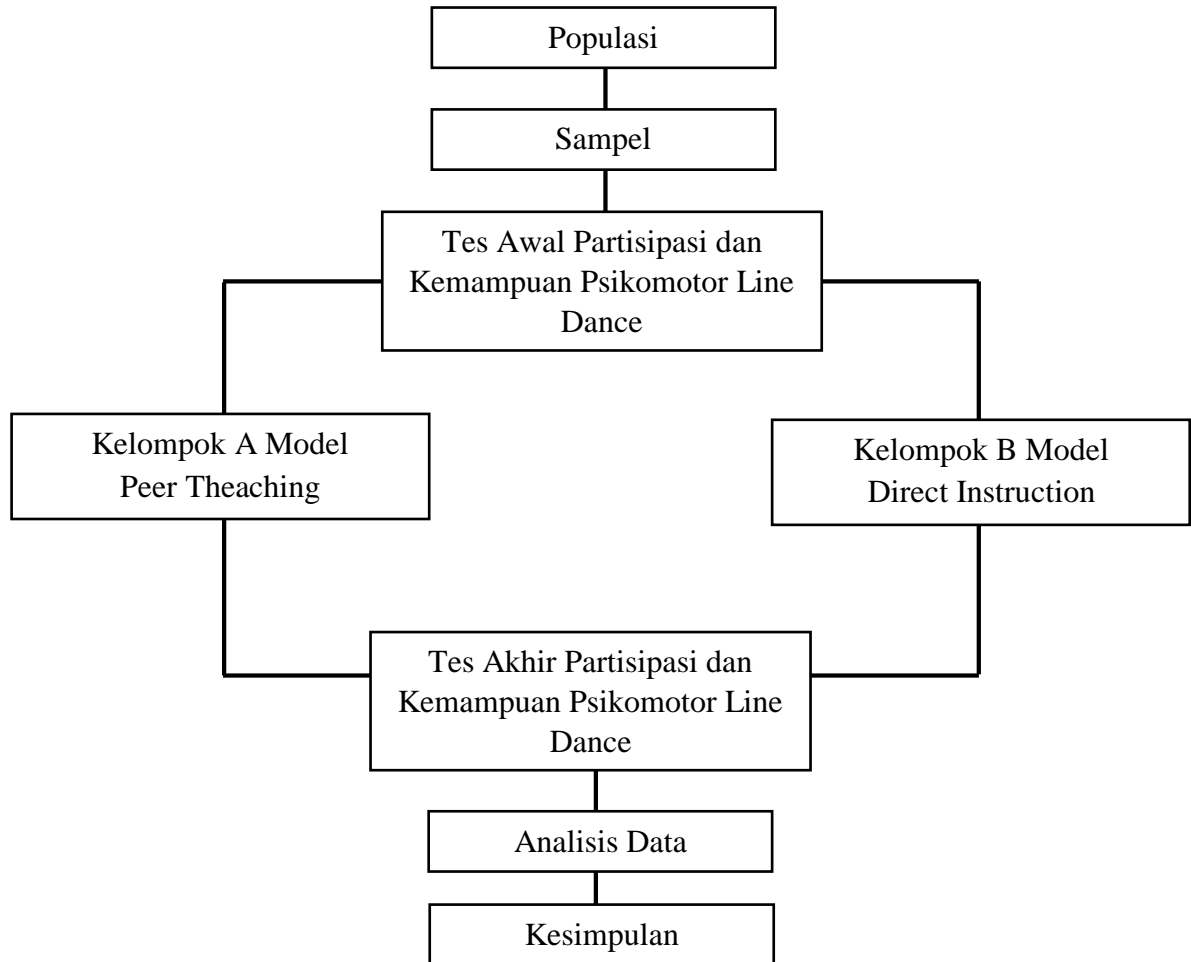 Populasi
Sampel
Tes Awal Partisipasi dan
Kemampuan Psikomotor Line
Dance
Kelompok A Model
Peer Theaching
Kelompok B Model
Direct Instruction
Tes Akhir Partisipasi dan
Kemampuan Psikomotor Line
Dance
Analisis Data
Kesimpulan